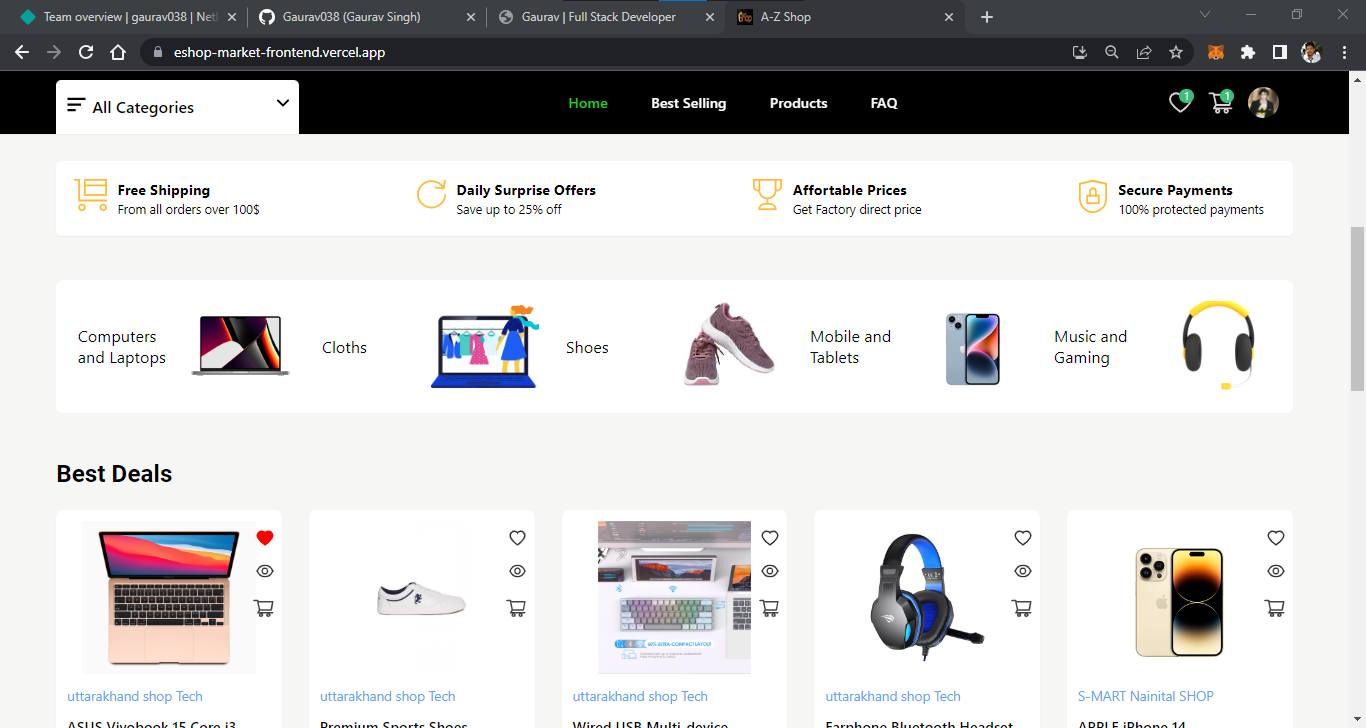 Team overview | gaurav038 | Netl
Gaurav038 (Gaurav Singh)
Gaurav | Full Stack Developer
A-Z Shop
eshop-market-frontend.vercel.app
All Categories
Home
Best Selling
Products
FAQ
1
1
Free Shipping
From all orders over 100$
Daily Surprise Offers
Save up to 25% off
Affortable Prices
Get Factory direct price
Secure Payments
100% protected payments
Computers
and Laptops
Cloths
Shoes
Mobile and
Tablets
Music and
Gaming
Best Deals
uttarakhand shop Tech
uttarakhand shop Tech
uttarakhand shop Tech
uttarakhand shop Tech
S-MART Nainital SHOP
ASUS Vivobook 15 Core i3
Premium Sports Shoes
Wired USB Multi-device
Earphone Bluetooth Headset
APPLE iPhone 14